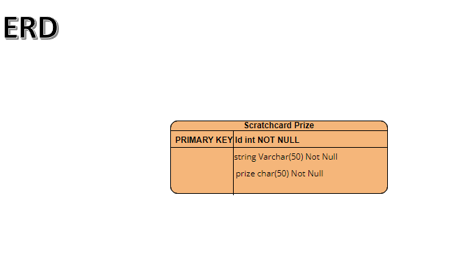 ERD
Scratchcard Prize
PRIMARY KEY Id int NOT NULL
string Varchar(50) Not Null
prize char(50) Not Null